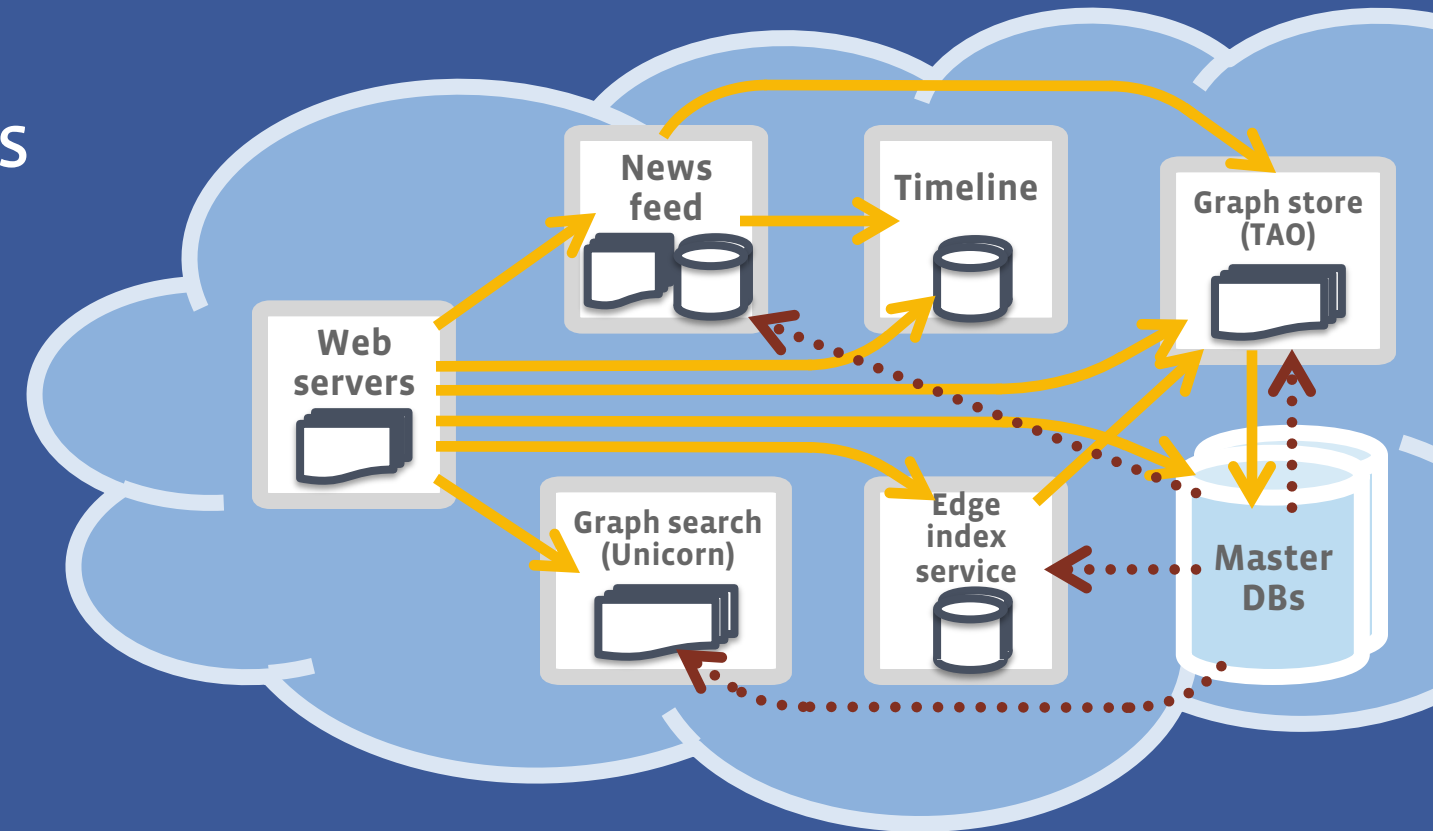 s
News
feed
Timeline
Graph store
(TAO)
Web
servers
Graph search
(Unicorn)
Edge
index
service
Master
DBs